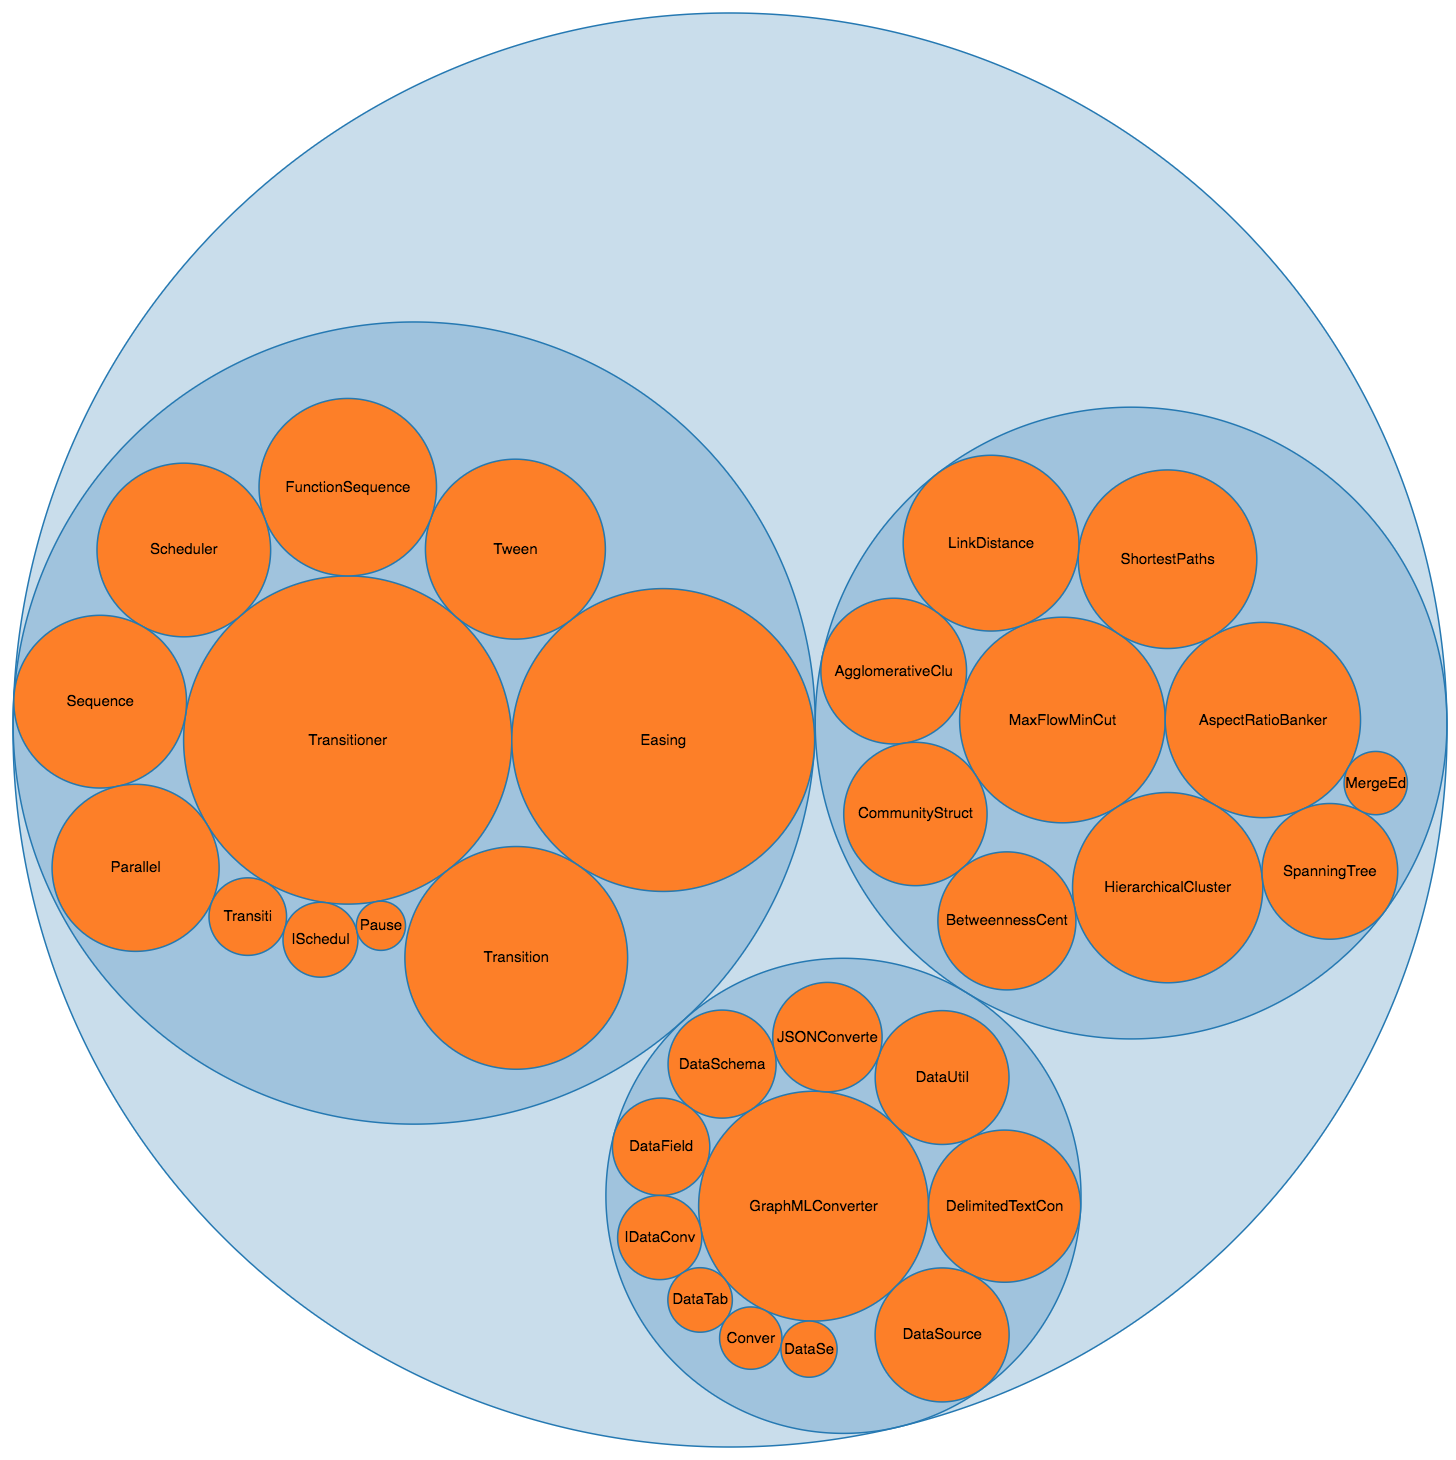 FunctionSequence
Scheduler
Tween
Sequence
Transitioner
Easing
Parallel
Transiti
ISchedul
Pause
Transition
LinkDistance
ShortestPaths
AgglomerativeClu
MaxFlowMinCut
AspectRatioBanker
MergeEd
CommunityStruct
HierarchicalCluster
SpanningTree
BetweennessCent
JSONConverte
DataSchema
DataUtil
DataField
GraphMLConverter
DelimitedTextCon
IDataConv
DataTab
Conver
DataSe
DataSource